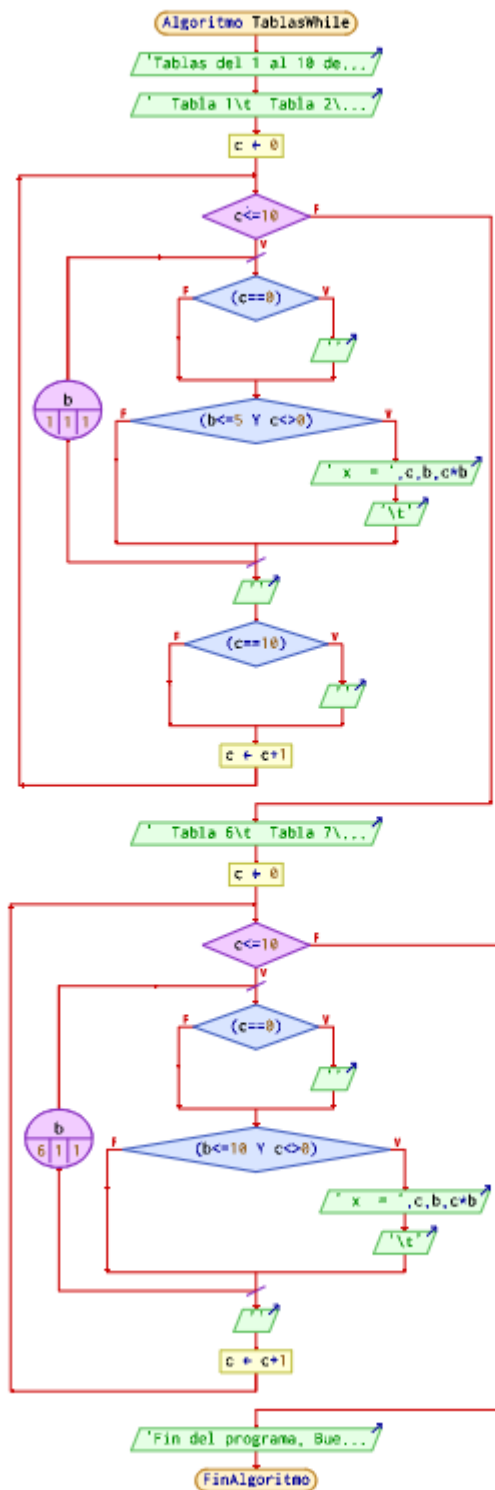 Algoritmo TablasWhile
'Tablas del 1 al 10 de...
' Tabla 1\t Tabla 2\...
c ← 0
c<=10
F
V
(c==0)
F
V
' '
b
1 1 1
(b<=5 Y c<>0)
F
V
' x = ',c,b,c*b
'\t'
' '
(c==10)
F
V
' '
c ← c+1
' Tabla 6\t Tabla 7\...
c ← 0
c<=10
F
V
(c==0)
F
V
' '
b
6 1 1
(b<=10 Y c<>0)
F
V
' x = ',c,b,c*b
'\t'
' '
c ← c+1
'Fin del programa, Bue...
FinAlgoritmo